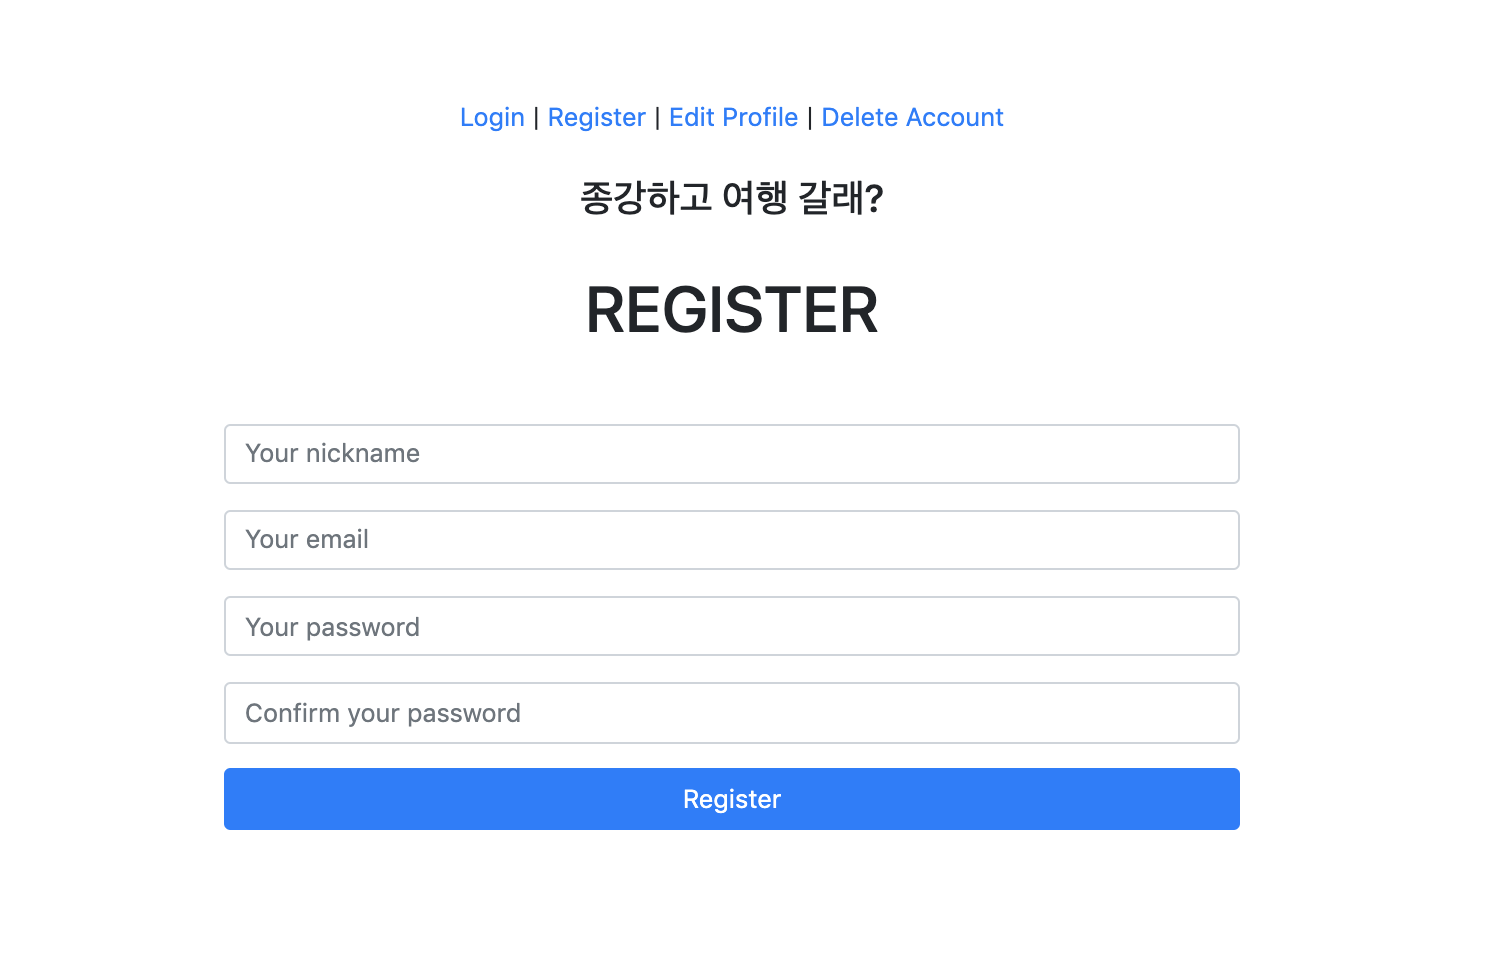 Login | Register | Edit Profile | Delete Account
종강하고 여행 갈래?
REGISTER
Your nickname
Your email
Your password
Confirm your password
Register